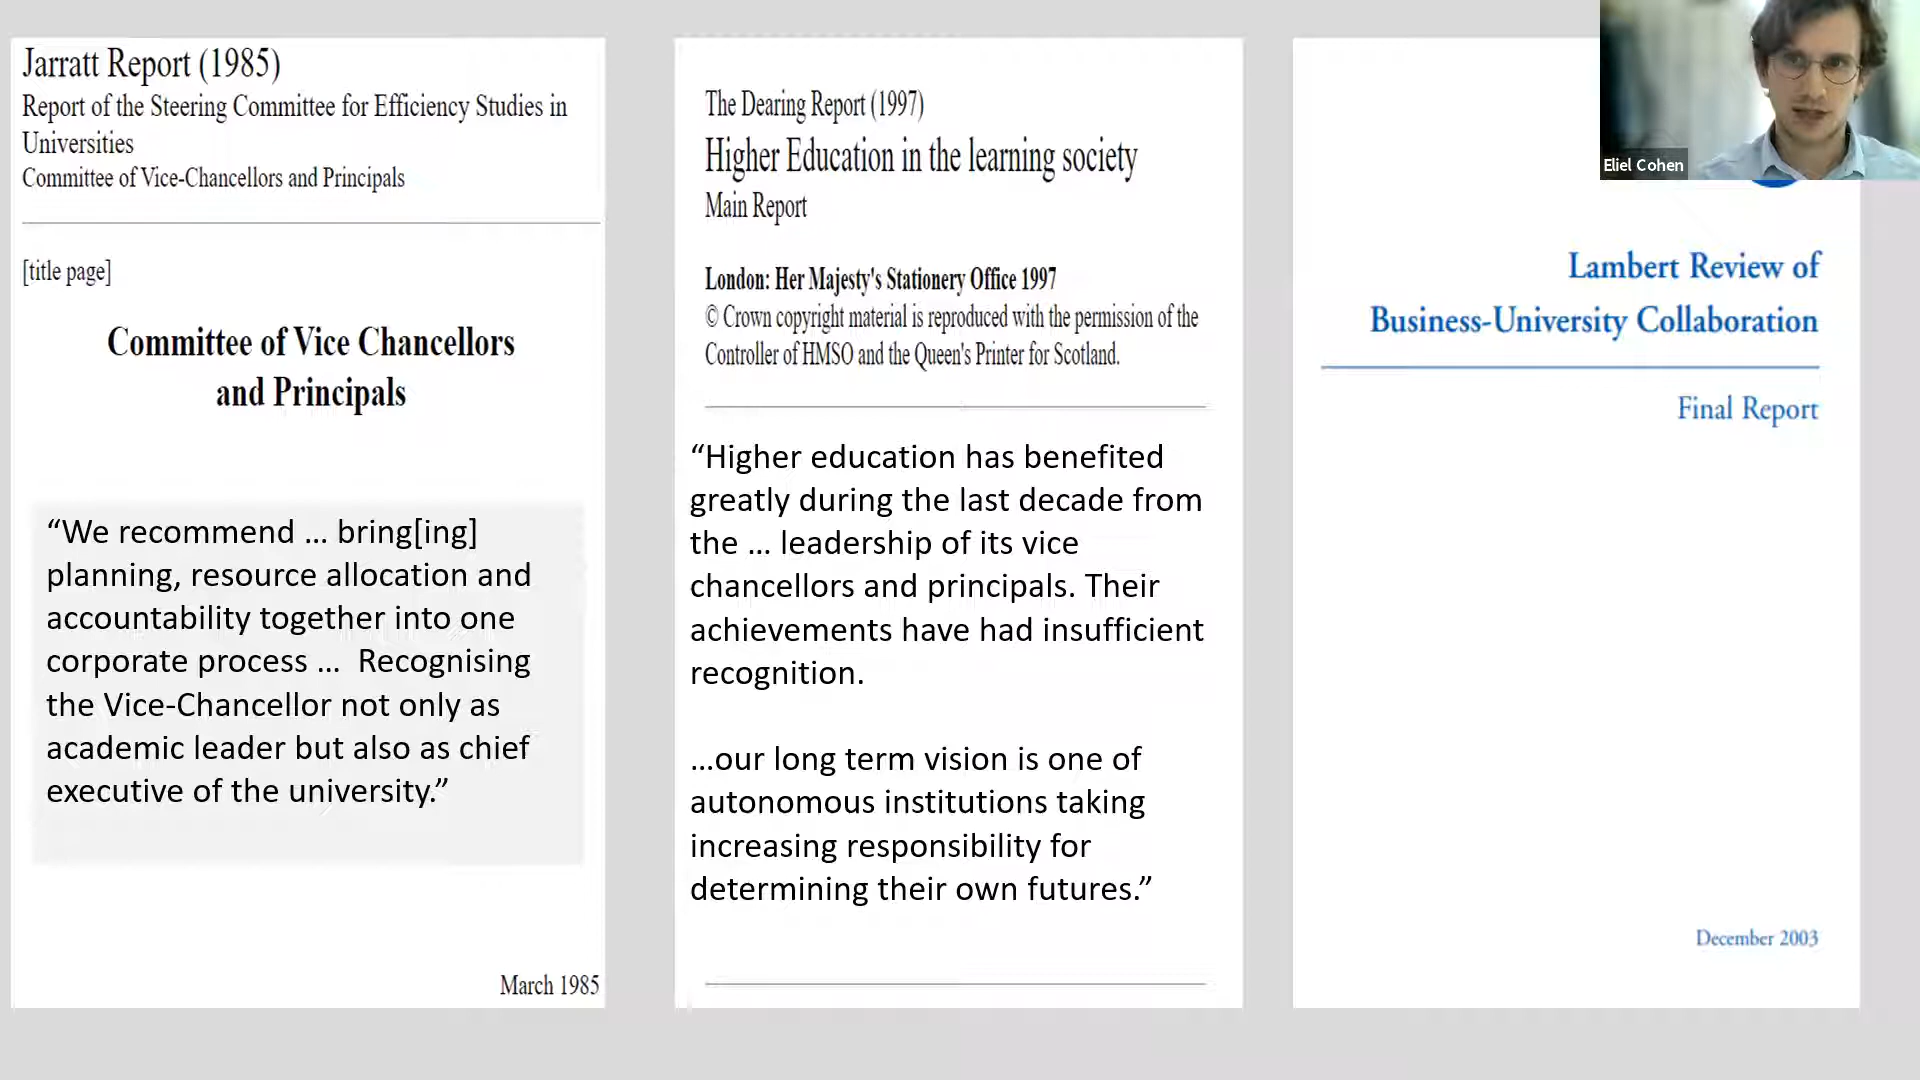 Jarratt Report (1985)
Report of the Steering Committee for Efficiency Studies in
Universities
Committee of Vice-Chancellors and Principals
[title page]
Committee of Vice Chancellors
and Principals
“We recommend … bring[ing]
planning, resource allocation and
accountability together into one
corporate process …  Recognising
the Vice-Chancellor not only as
academic leader but also as chief
executive of the university.”
March 1985
The Dearing Report (1997)
Higher Education in the learning society
Main Report
London: Her Majesty's Stationery Office 1997
© Crown copyright material is reproduced with the permission of the
Controller of HMSO and the Queen's Printer for Scotland.
“Higher education has benefited
greatly during the last decade from
the … leadership of its vice
chancellors and principals. Their
achievements have had insufficient
recognition.
…our long term vision is one of
autonomous institutions taking
increasing responsibility for
determining their own futures.”
Eliel Cohen
Lambert Review of
Business-University Collaboration
Final Report
December 2003